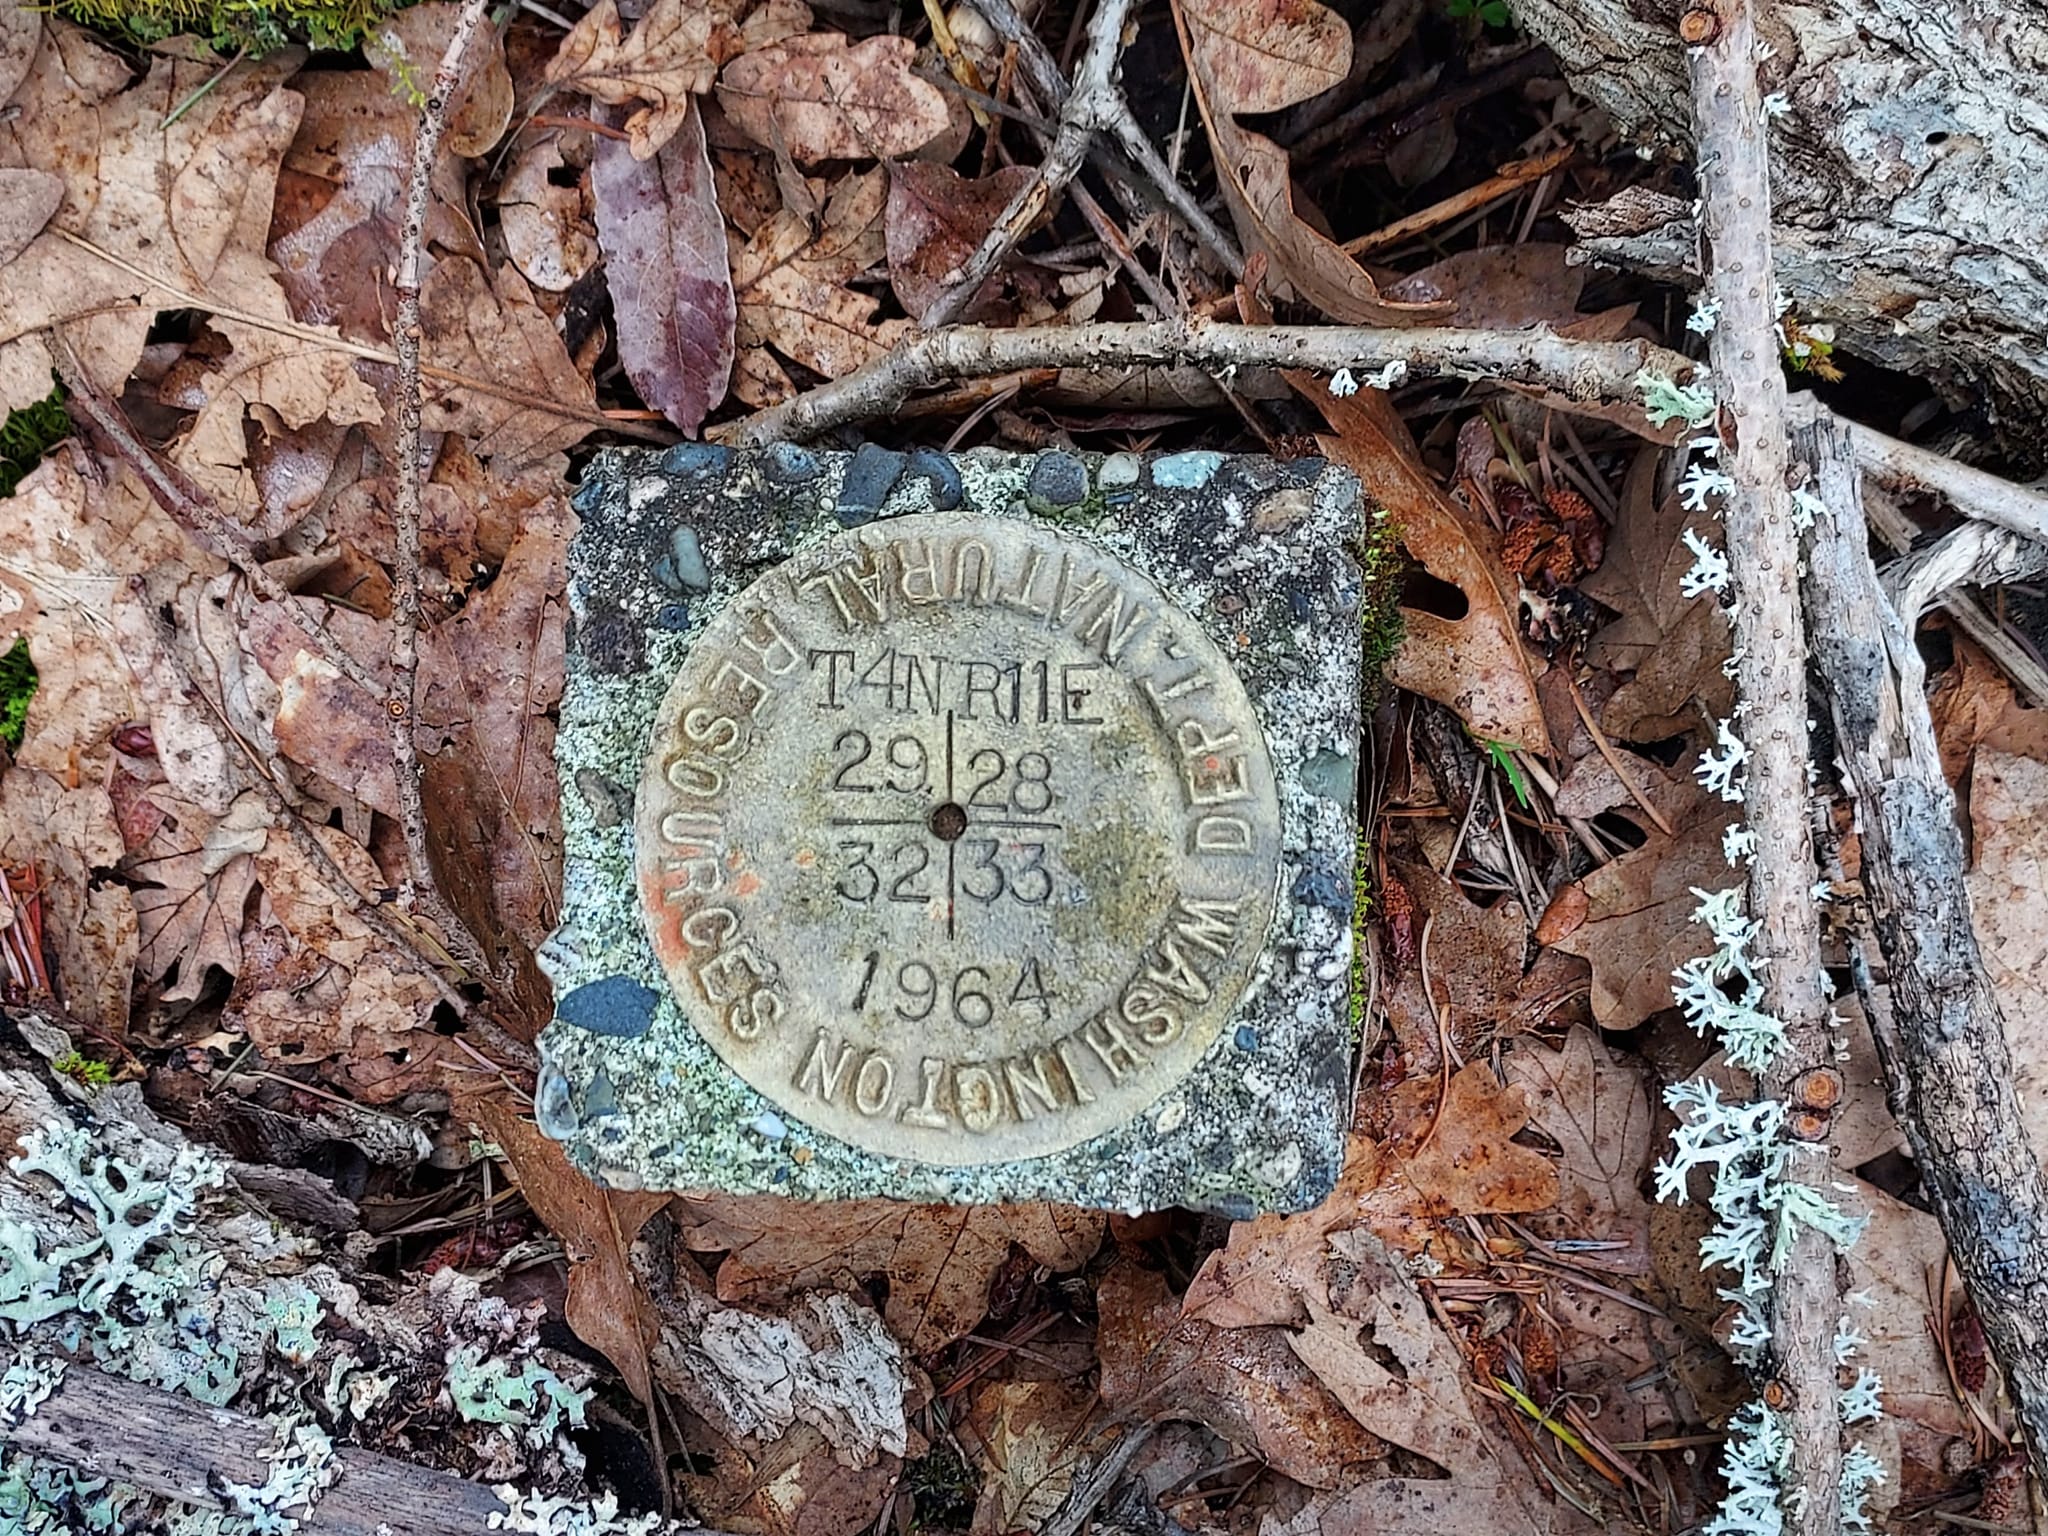 WASHINGTON DEPT. NATURAL RESOURCES
T4N R11E
29 28
32 33
1964